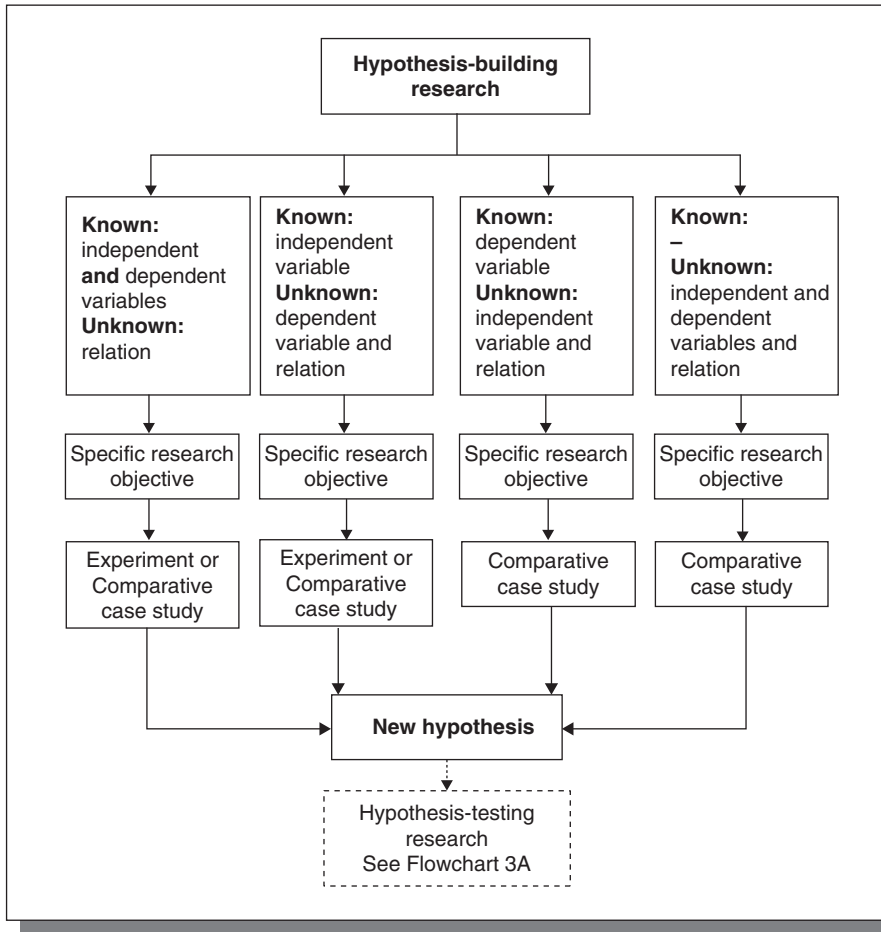 Hypothesis-building
research
Known:
independent
and dependent
variables
Unknown:
relation
Known:
independent
variable
Unknown:
dependent
variable and
relation
Known:
dependent
variable
Unknown:
independent
variable and
relation
Known:
–
Unknown:
independent and
dependent
variables and
relation
Specific research
objective
Specific research
objective
Specific research
objective
Specific research
objective
Experiment or
Comparative
case study
Experiment or
Comparative
case study
Comparative
case study
Comparative
case study
New hypothesis
Hypothesis-testing
research
See Flowchart 3A